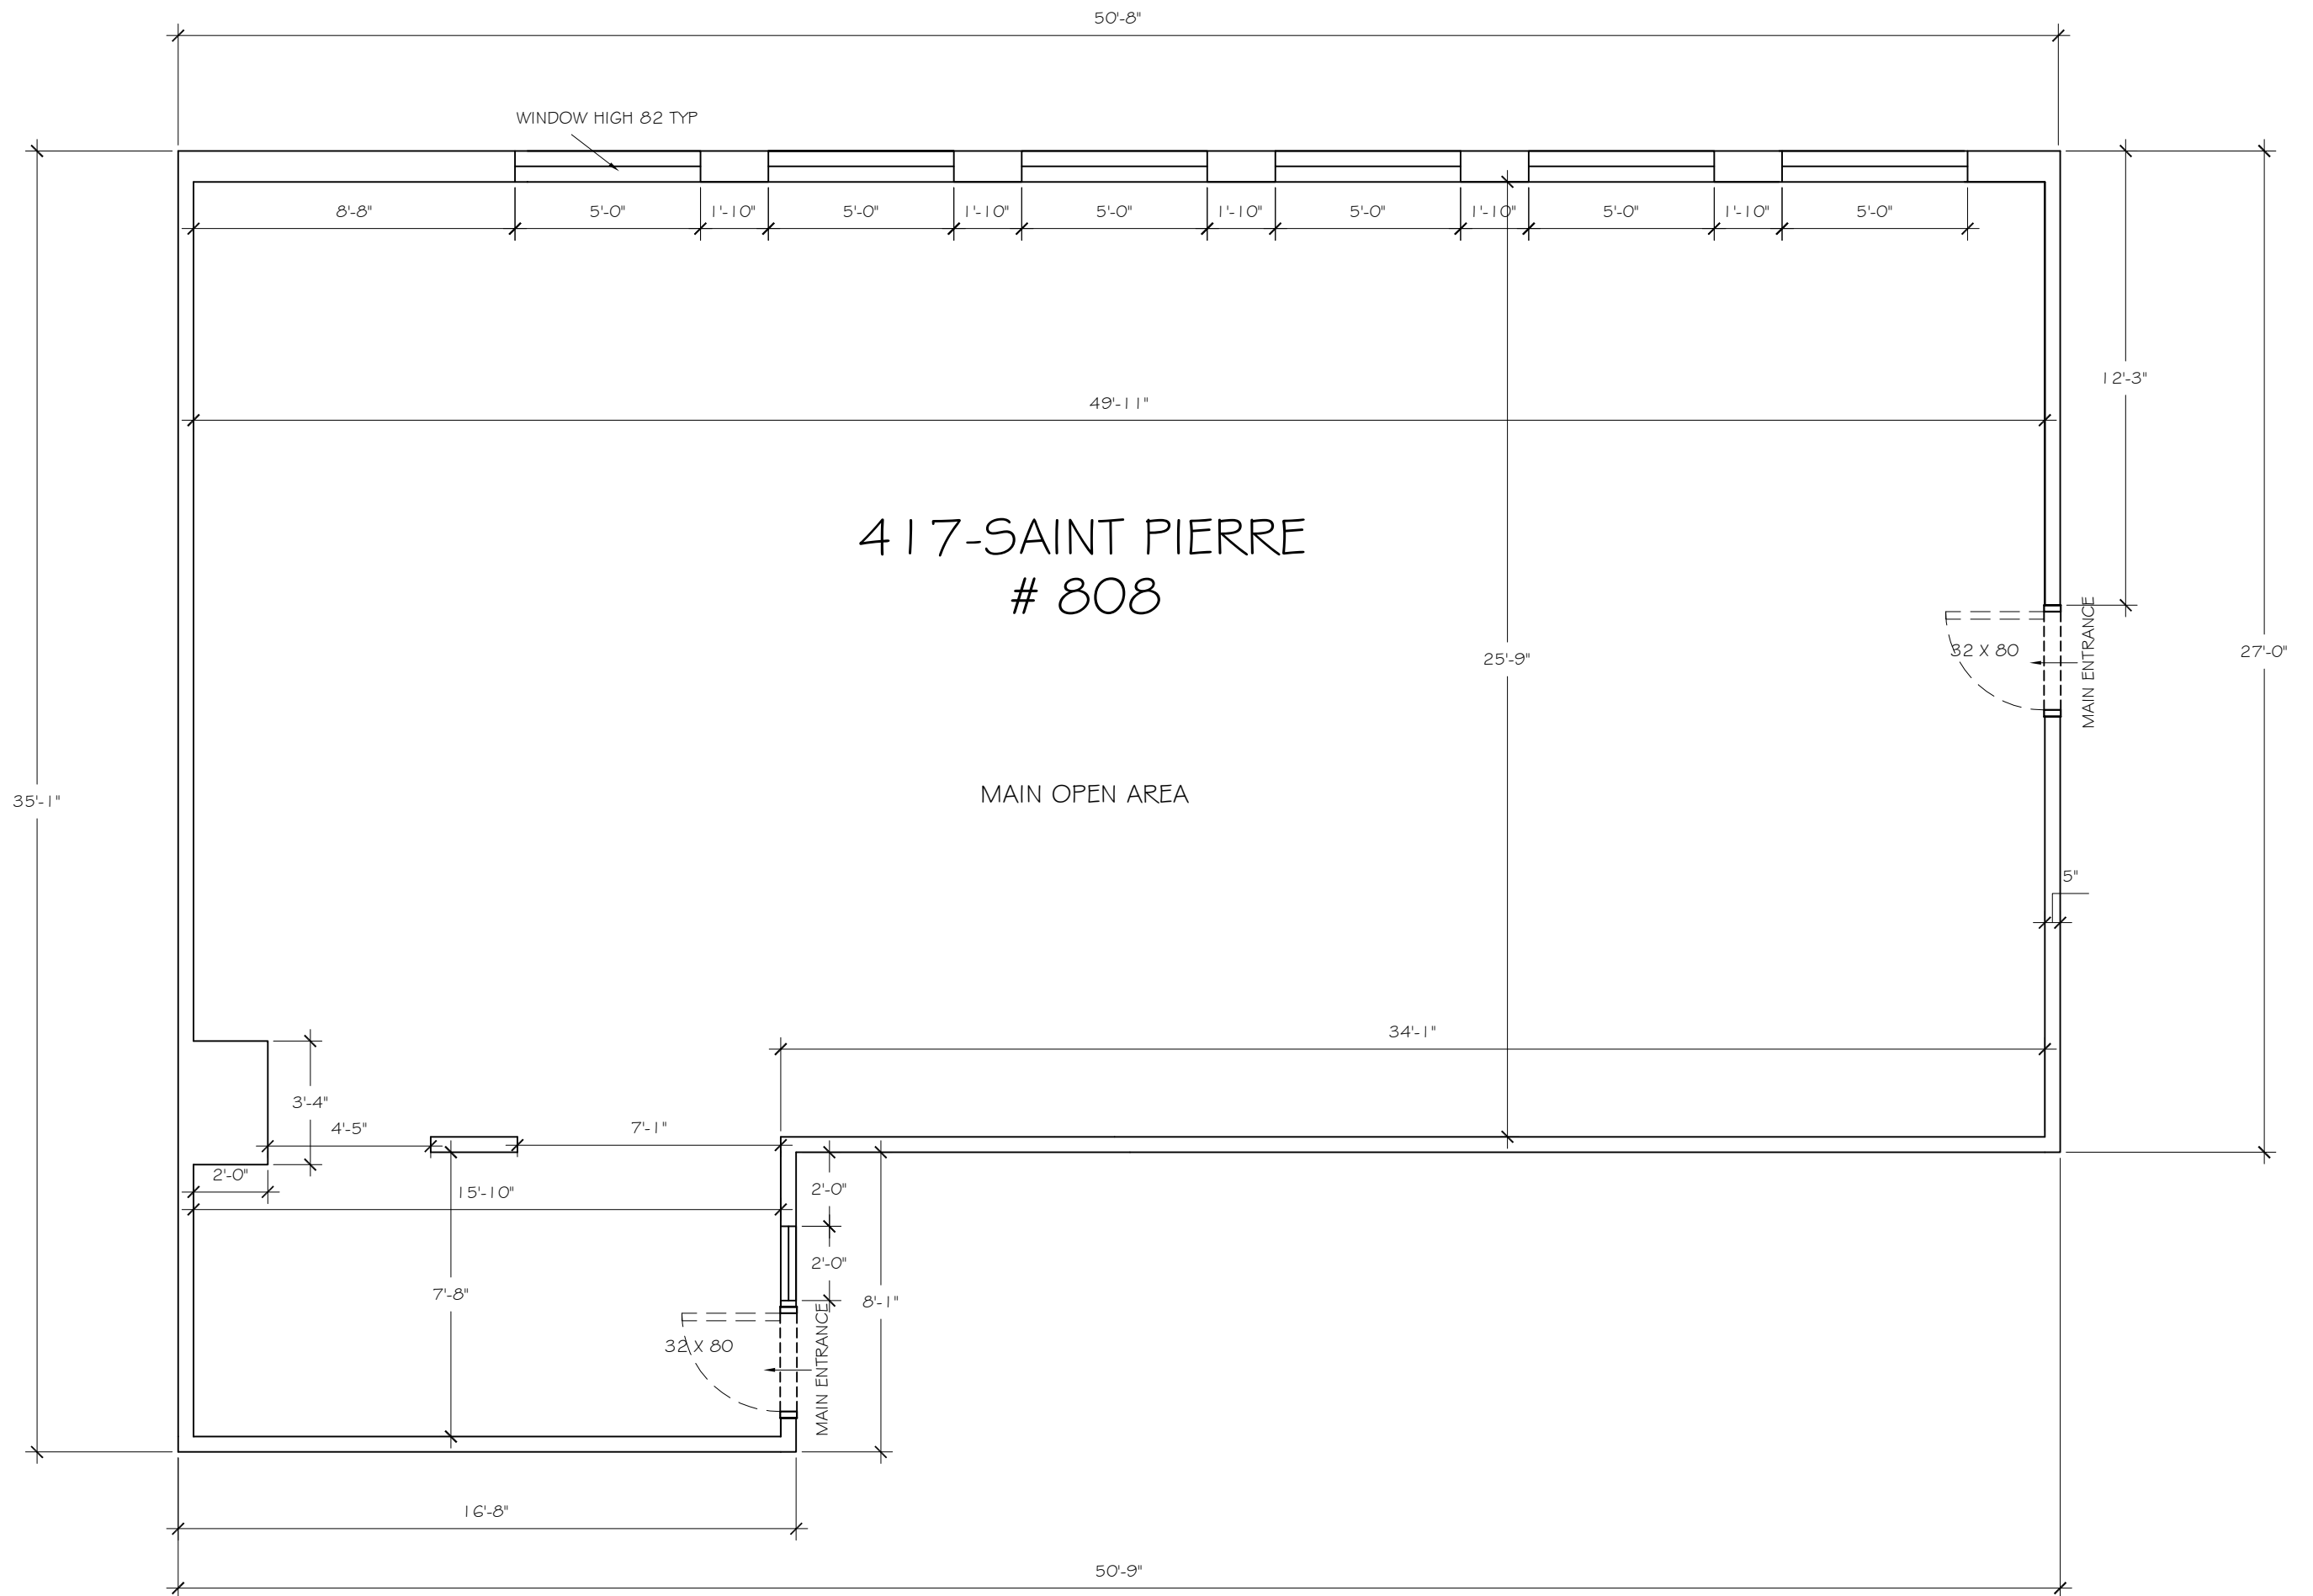 50'-8"
WINDOW HIGH 82 TYP
8'-8" 5'-0" 1'-10" 5'-0" 1'-10" 5'-0" 1'-10" 5'-0" 1'-10" 5'-0" 1'-10" 5'-0"
12'-3"
49'-11"
417-SAINT PIERRE
# 808
32 X 80
MAIN ENTRANCE
27'-0"
25'-9"
MAIN OPEN AREA
35'-1"
5"
34'-1"
3'-4"
4'-5"
7'-1"
2'-0"
15'-10"
2'-0"
2'-0"
7'-8"
8'-1"
32 X 80
MAIN ENTRANCE
16'-8"
50'-9"